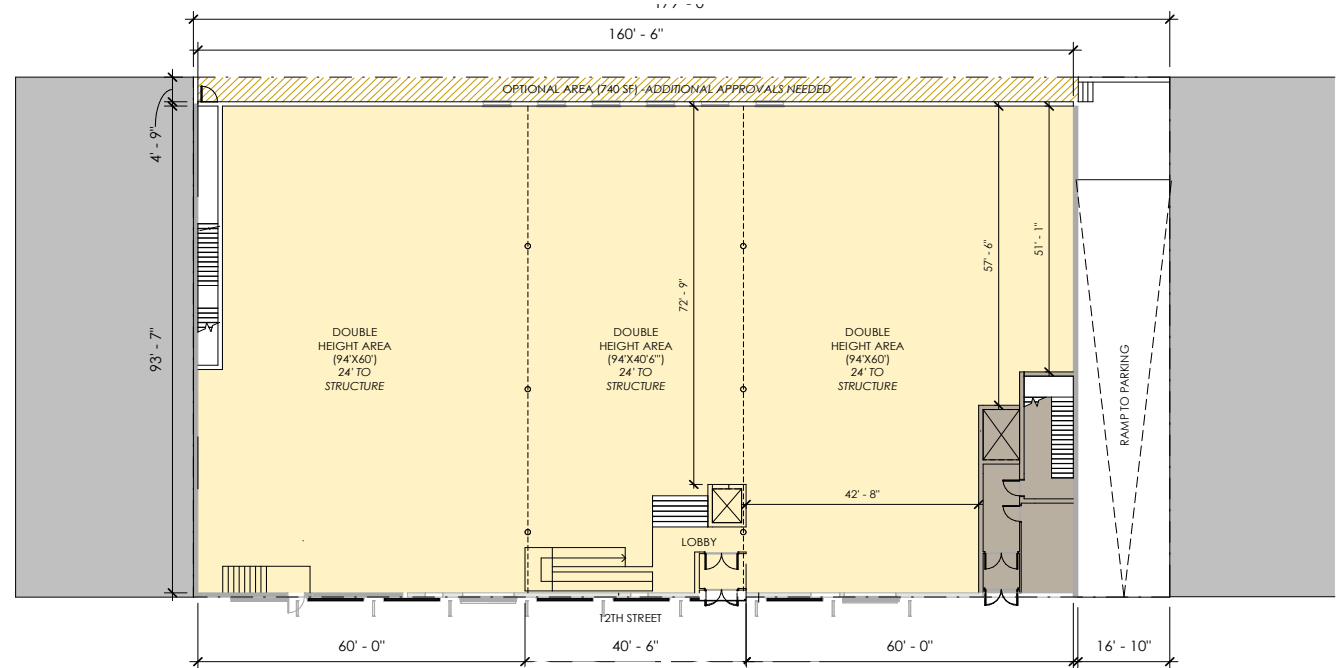 160' - 6"
OPTIONAL AREA (740 SF) -ADDITIONAL APPROVALS NEEDED
4' - 9"
93' - 7"
72' - 9"
57' - 6"
51' - 1"
DOUBLE
HEIGHT AREA
(94'X60')
24' TO
STRUCTURE
DOUBLE
HEIGHT AREA
(94'X40'6"')
24' TO
STRUCTURE
DOUBLE
HEIGHT AREA
(94'X60')
24' TO
STRUCTURE
RAMP TO PARKING
42' - 8"
LOBBY
12TH STREET
60' - 0"
40' - 6"
60' - 0"
16' - 10"